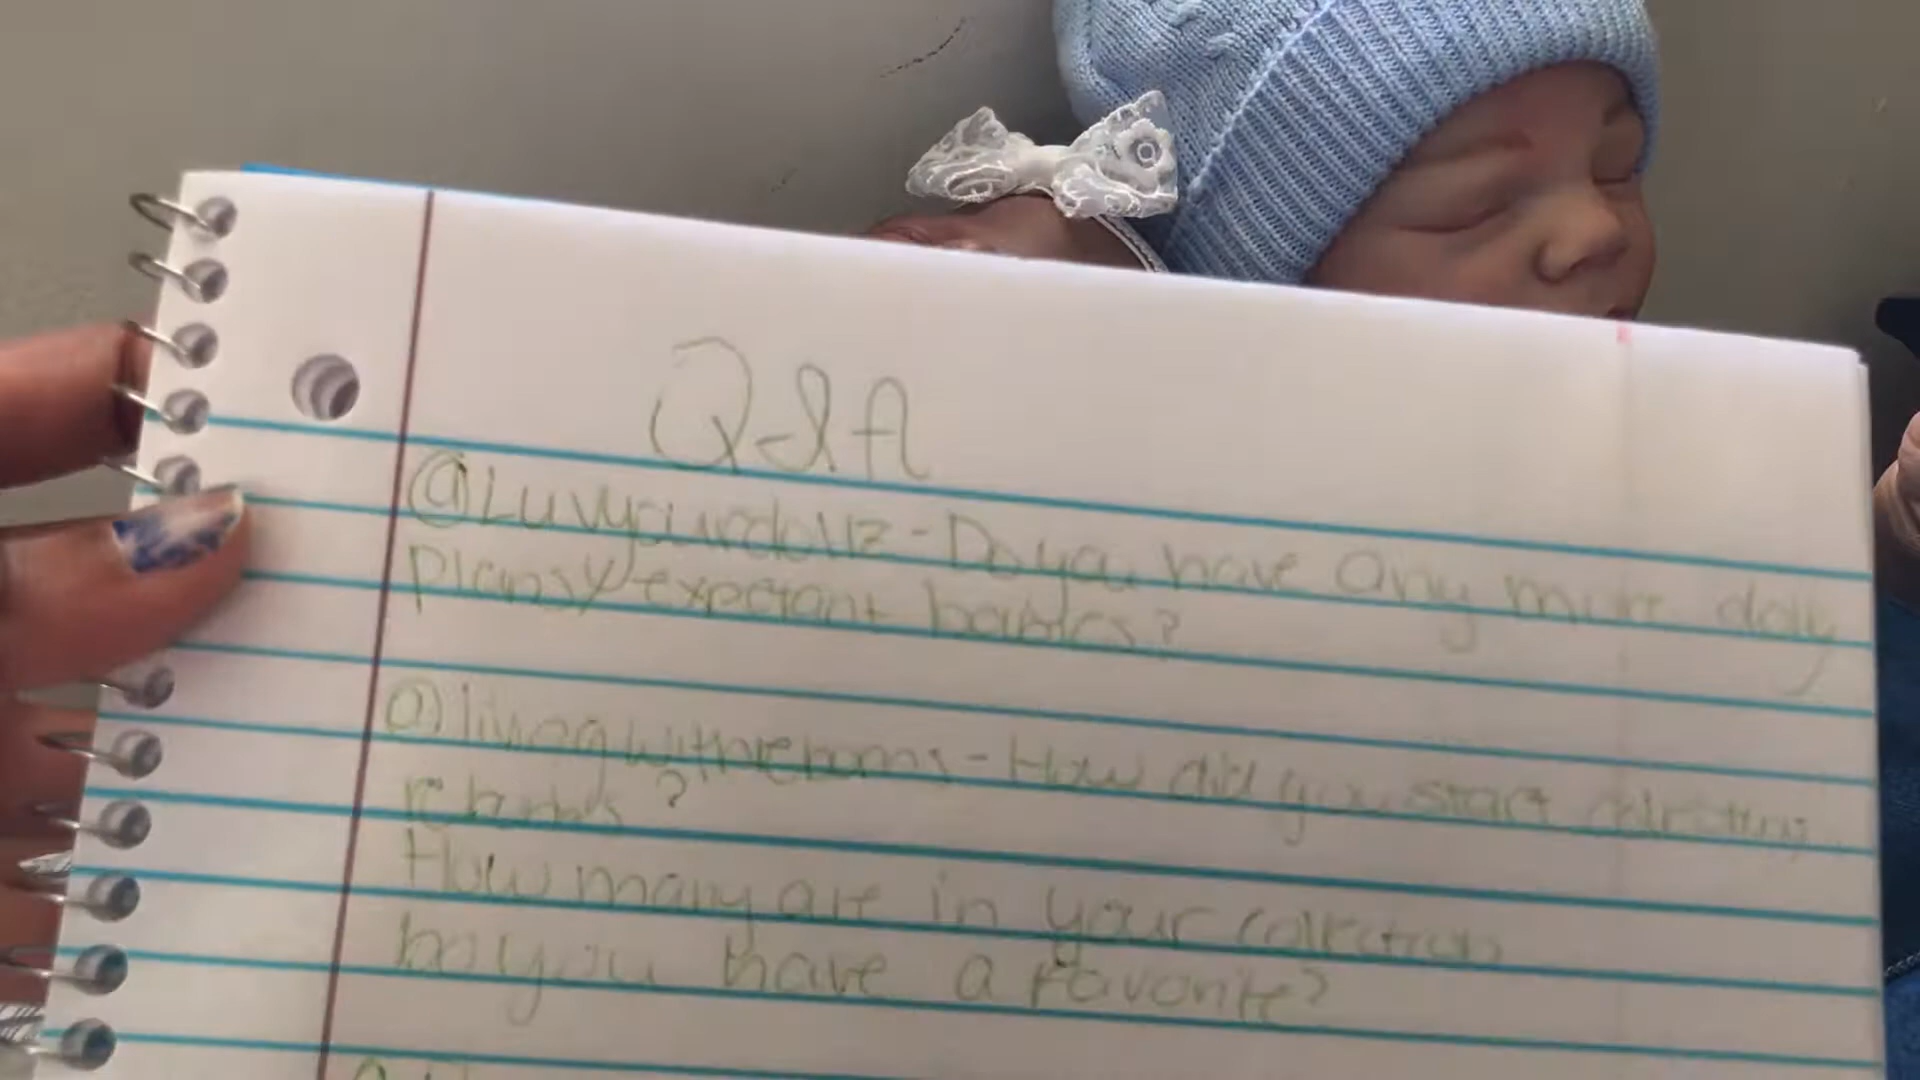 Q&A
@Luvyourdollz - Do you have any more doll
plans/expectant babies?
@livingwithreborns - How did you start collecting
reborns?
How many are in your collection
Do you have a favorite?